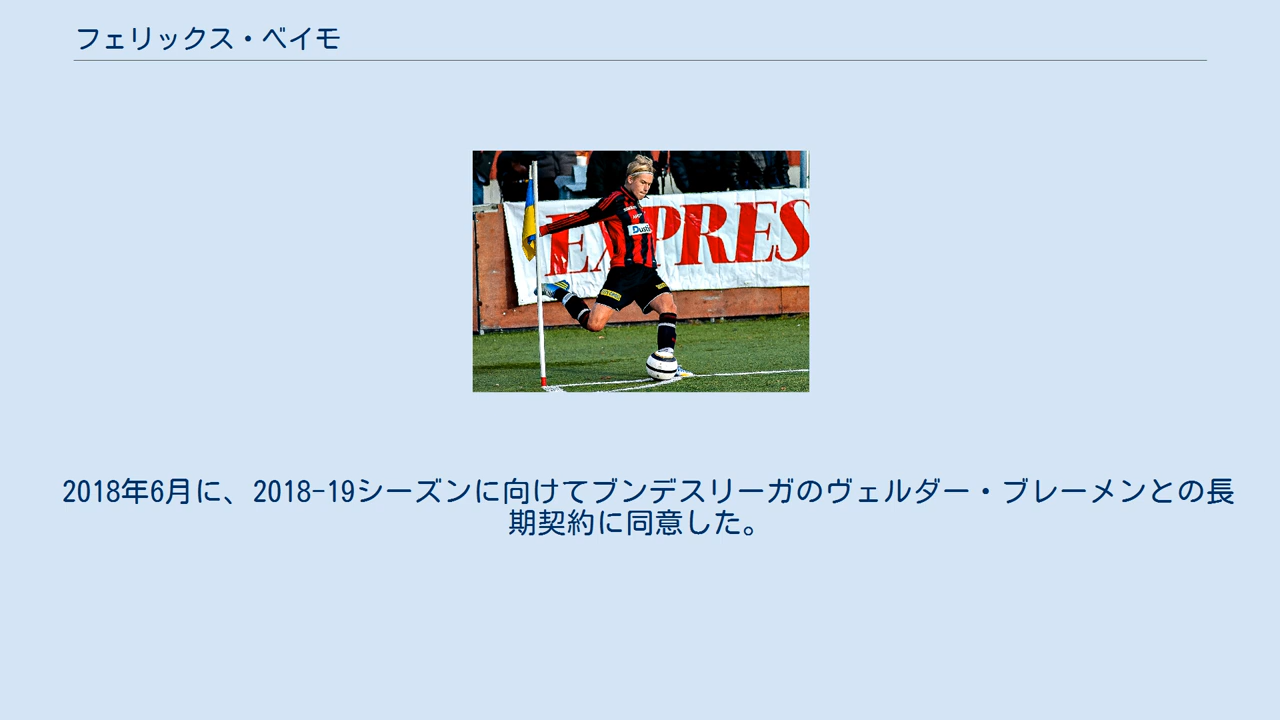 フェリックス・ベイモ
EXPRES
Dustin
2018年6月に、2018-19シーズンに向けてブンデスリーガのヴェルダー・ブレーメンとの長
期契約に同意した。